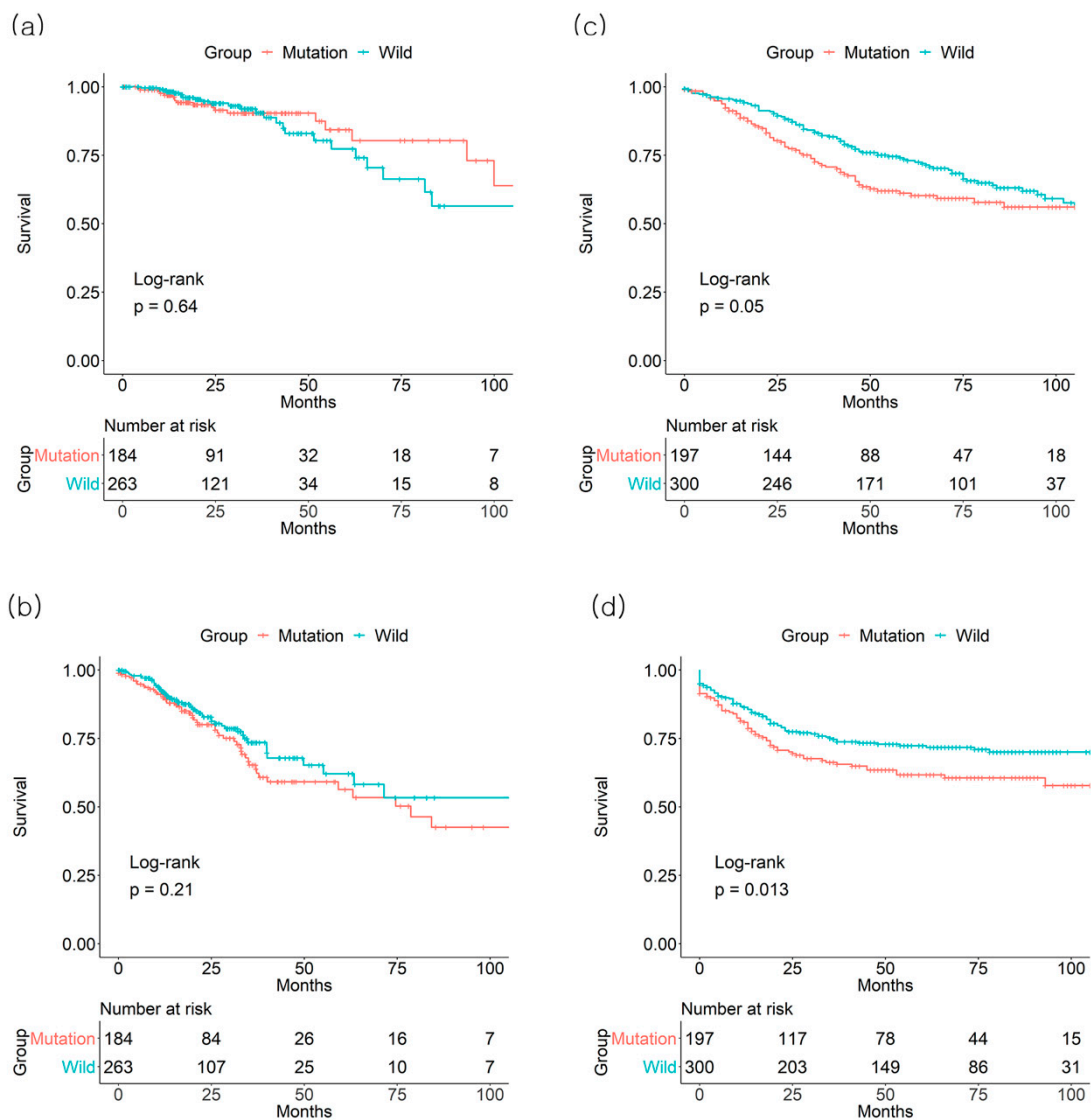 (a)
Group Mutation Wild
1.00
0.75
0.50
0.25
0.00
Survival
Log-rank
p = 0.64
0 25 50 75 100
Months
Number at risk
Group
Mutation 184 91 32 18 7
Wild 263 121 34 15 8
0 25 50 75 100
Months
(c)
Group Mutation Wild
1.00
0.75
0.50
0.25
0.00
Survival
Log-rank
p = 0.05
0 25 50 75 100
Months
Number at risk
Group
Mutation 197 144 88 47 18
Wild 300 246 171 101 37
0 25 50 75 100
Months
(b)
Group Mutation Wild
1.00
0.75
0.50
0.25
0.00
Survival
Log-rank
p = 0.21
0 25 50 75 100
Months
Number at risk
Group
Mutation 184 84 26 16 7
Wild 263 107 25 10 7
0 25 50 75 100
Months
(d)
Group Mutation Wild
1.00
0.75
0.50
0.25
0.00
Survival
Log-rank
p = 0.013
0 25 50 75 100
Months
Number at risk
Group
Mutation 197 117 78 44 15
Wild 300 203 149 86 31
0 25 50 75 100
Months